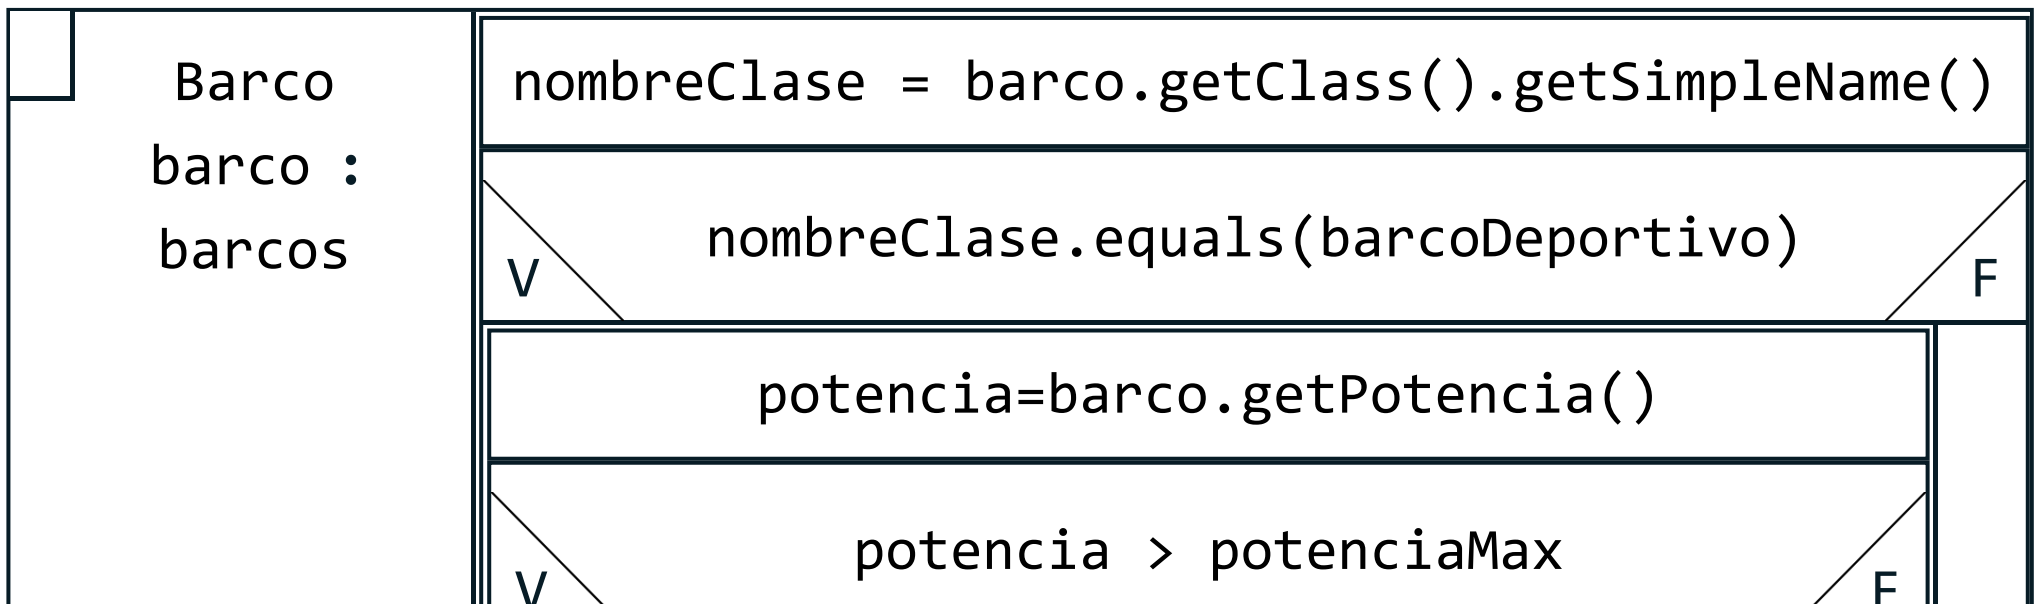 Barco
barco :
barcos
nombreClase = barco.getClass().getSimpleName()
nombreClase.equals(barcoDeportivo)
V
F
potencia=barco.getPotencia()
potencia > potenciaMax
V
F